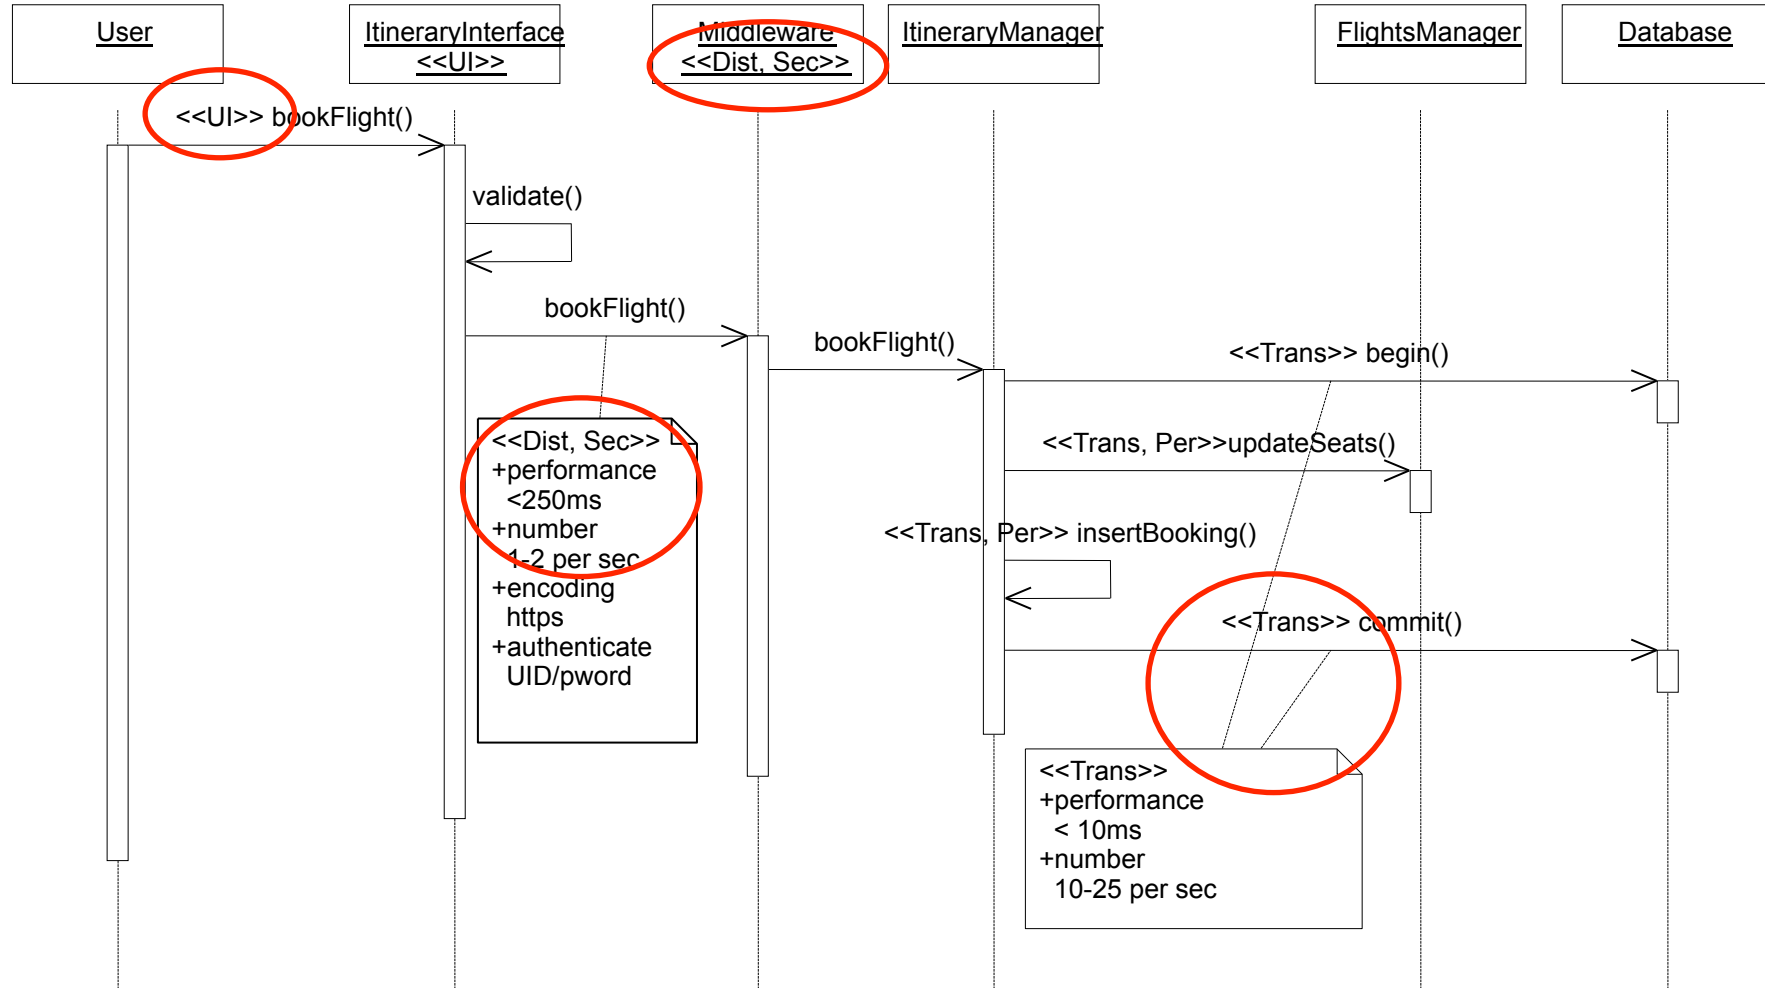 User
ItineraryInterface
<<UI>>
Middleware
<<Dist, Sec>>
ItineraryManager
FlightsManager
Database
<<UI>> bookFlight()
validate()
bookFlight()
bookFlight()
<<Trans>> begin()
<<Dist, Sec>>
+performance
<250ms
+number
1-2 per sec
+encoding
https
+authenticate
UID/pword
<<Trans, Per>>updateSeats()
<<Trans, Per>> insertBooking()
<<Trans>> commit()
<<Trans>>
+performance
< 10ms
+number
10-25 per sec